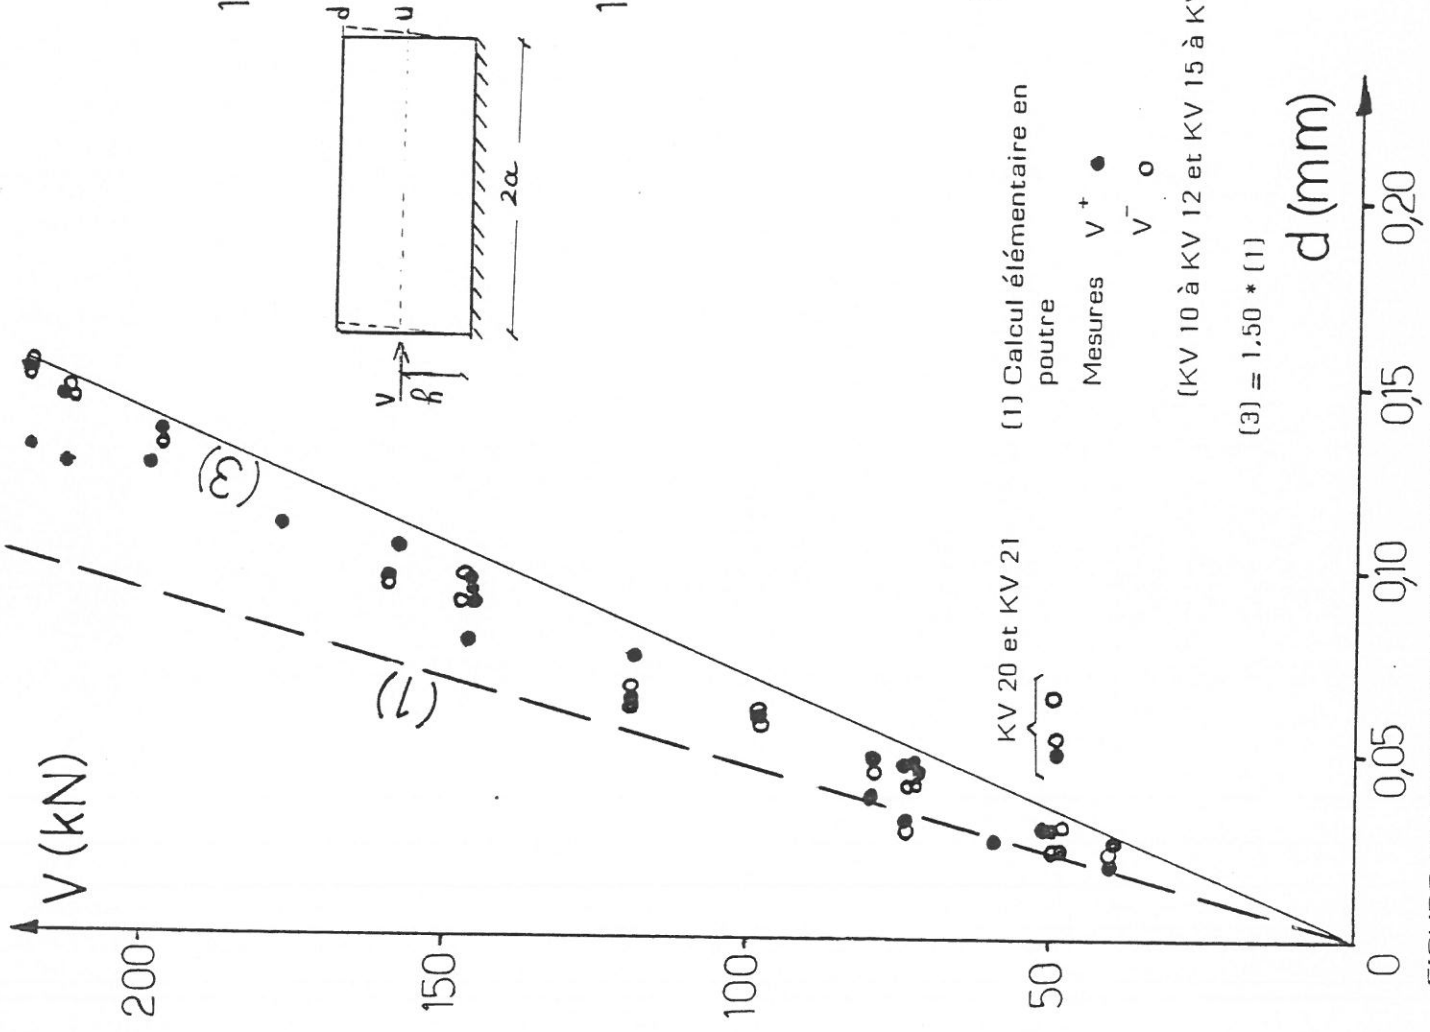 V (kN)
200
150
100
50
0
0,05
0,10
0,15
0,20
d (mm)
(1)
(3)
d
u
V
h
2a
KV 20 et KV 21
(1) Calcul élémentaire en
poutre
Mesures V⁺ ●
V⁻ ○
(KV 10 à KV 12 et KV 15 à
(3) = 1.50 * (1)